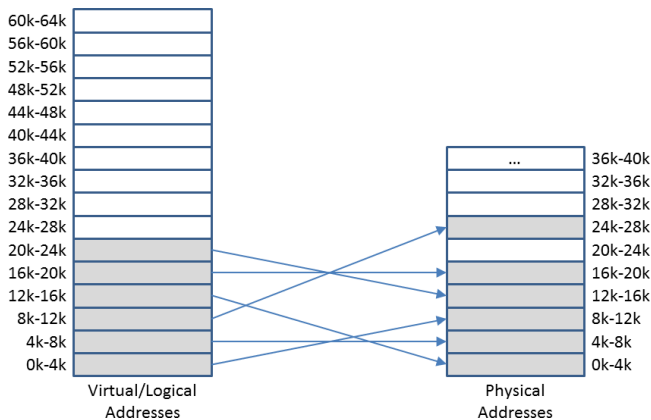 60k-64k
56k-60k
52k-56k
48k-52k
44k-48k
40k-44k
36k-40k
32k-36k
28k-32k
24k-28k
20k-24k
16k-20k
12k-16k
8k-12k
4k-8k
0k-4k
Virtual/Logical
Addresses
...
36k-40k
32k-36k
28k-32k
24k-28k
20k-24k
16k-20k
12k-16k
8k-12k
4k-8k
0k-4k
Physical
Addresses